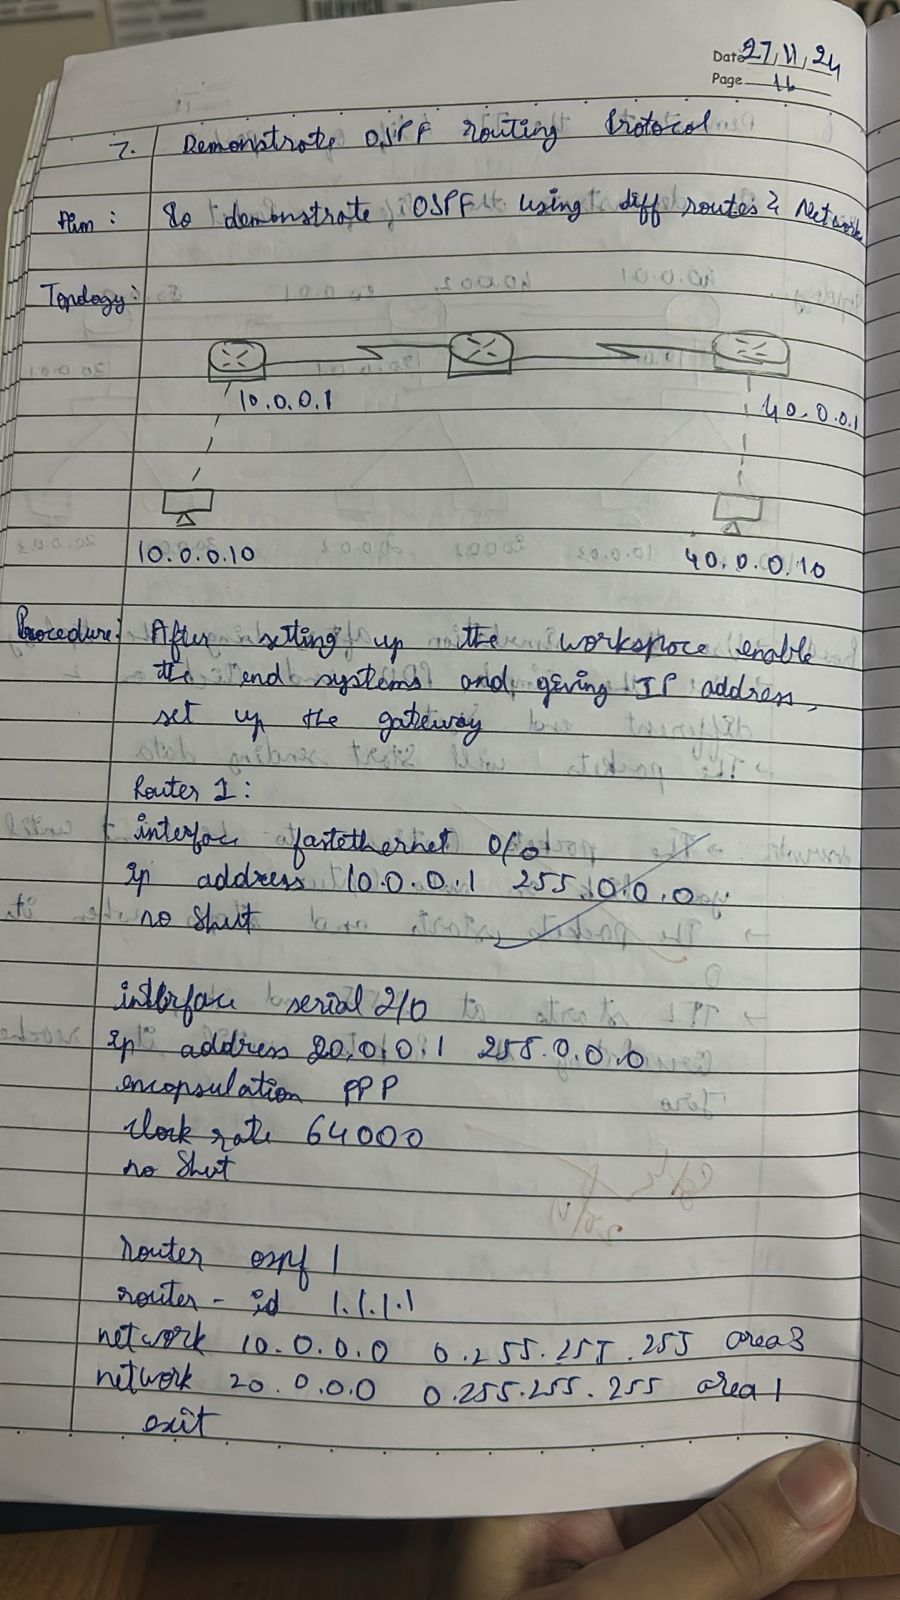 Date 27, 11, 24
Page 16
7. Demonstrate OSPF routing Protocol
Aim: To demonstrate OSPF using diff routes & Network
Topology:
10.0.0.1 40.0.0.1
10.0.0.10 40.0.0.10
Procedure: After setting up the workspace enable
the end systems and giving IP address,
set up the gateway
Router 1:
interface fastethernet 0/0
ip address 10.0.0.1 255.0.0.0
no shut
interface serial 2/0
ip address 20.0.0.1 255.0.0.0
encapsulation PPP
clock rate 64000
no shut
router ospf 1
router-id 1.1.1.1
network 10.0.0.0 0.255.255.255 area 3
network 20.0.0.0 0.255.255.255 area 1
exit